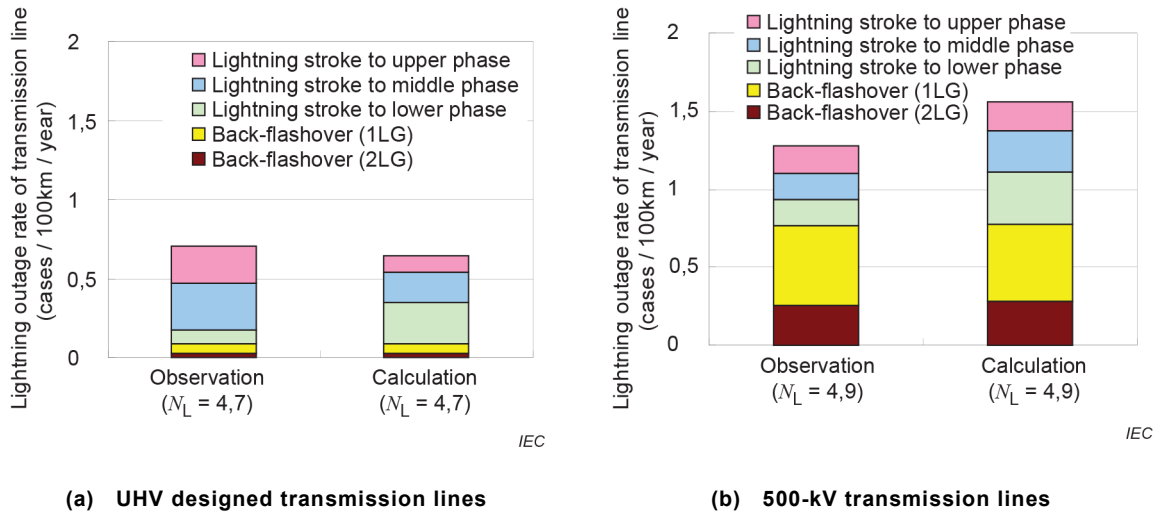 Lightning outage rate of transmission line
(cases / 100km / year)
2
1,5
1
0,5
0
Lightning stroke to upper phase
Lightning stroke to middle phase
Lightning stroke to lower phase
Back-flashover (1LG)
Back-flashover (2LG)
Observation
(N_L = 4,7)
Calculation
(N_L = 4,7)
IEC
(a) UHV designed transmission lines
Lightning outage rate of transmission line
(cases / 100km / year)
2
1,5
1
0,5
0
Lightning stroke to upper phase
Lightning stroke to middle phase
Lightning stroke to lower phase
Back-flashover (1LG)
Back-flashover (2LG)
Observation
(N_L = 4,9)
Calculation
(N_L = 4,9)
IEC
(b) 500-kV transmission lines